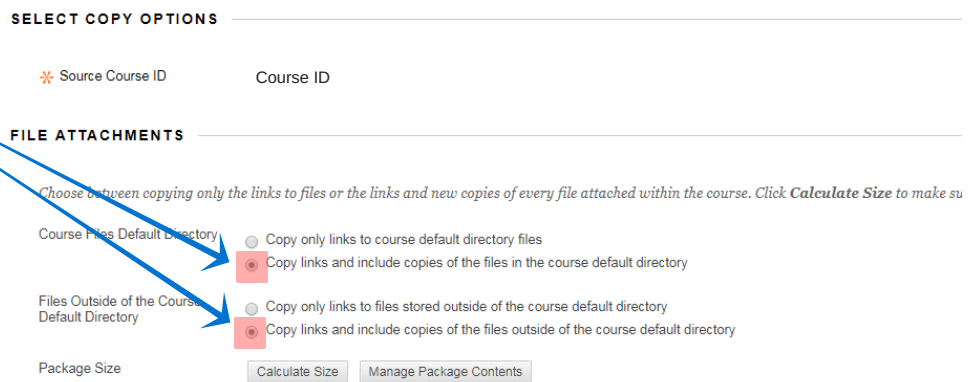 SELECT COPY OPTIONS
Source Course ID Course ID
FILE ATTACHMENTS
Choose between copying only the links to files or the links and new copies of every file attached within the course. Click Calculate Size to make su
Course Files Default Directory
Copy only links to course default directory files
Copy links and include copies of the files in the course default directory
Files Outside of the Course
Default Directory
Copy only links to files stored outside of the course default directory
Copy links and include copies of the files outside of the course default directory
Package Size Calculate Size Manage Package Contents